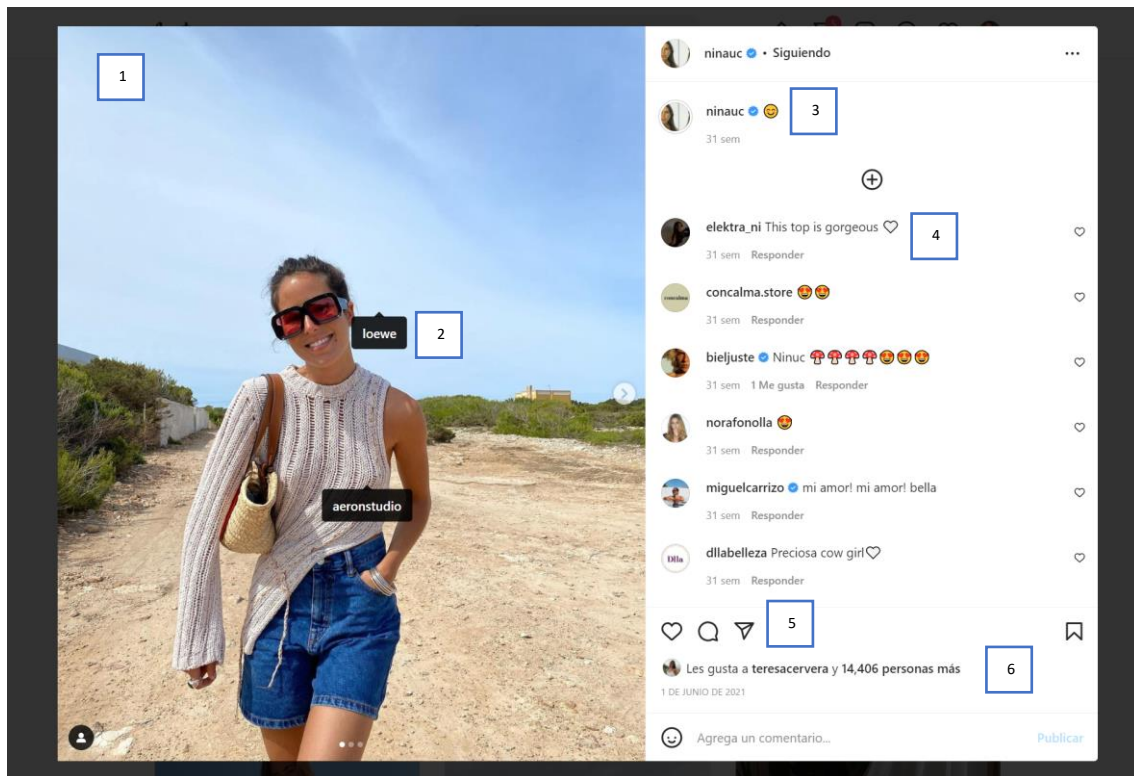 1
loewe
2
aeronstudio
ninauc • Siguiendo
ninauc 😊
3
31 sem
elektra_ni This top is gorgeous ♡
4
31 sem Responder
concalma.store 😍😍
31 sem Responder
bieljuste Ninuc 🍄🍄🍄🍄😍😍😍
31 sem 1 Me gusta Responder
norafonolla 😍
31 sem Responder
miguelcarrizo mi amor! mi amor! bella
31 sem Responder
Dlla
dllabelleza Preciosa cow girl♡
31 sem Responder
5
Les gusta a teresacervera y 14,406 personas más
6
1 DE JUNIO DE 2021
Agrega un comentario... Publicar